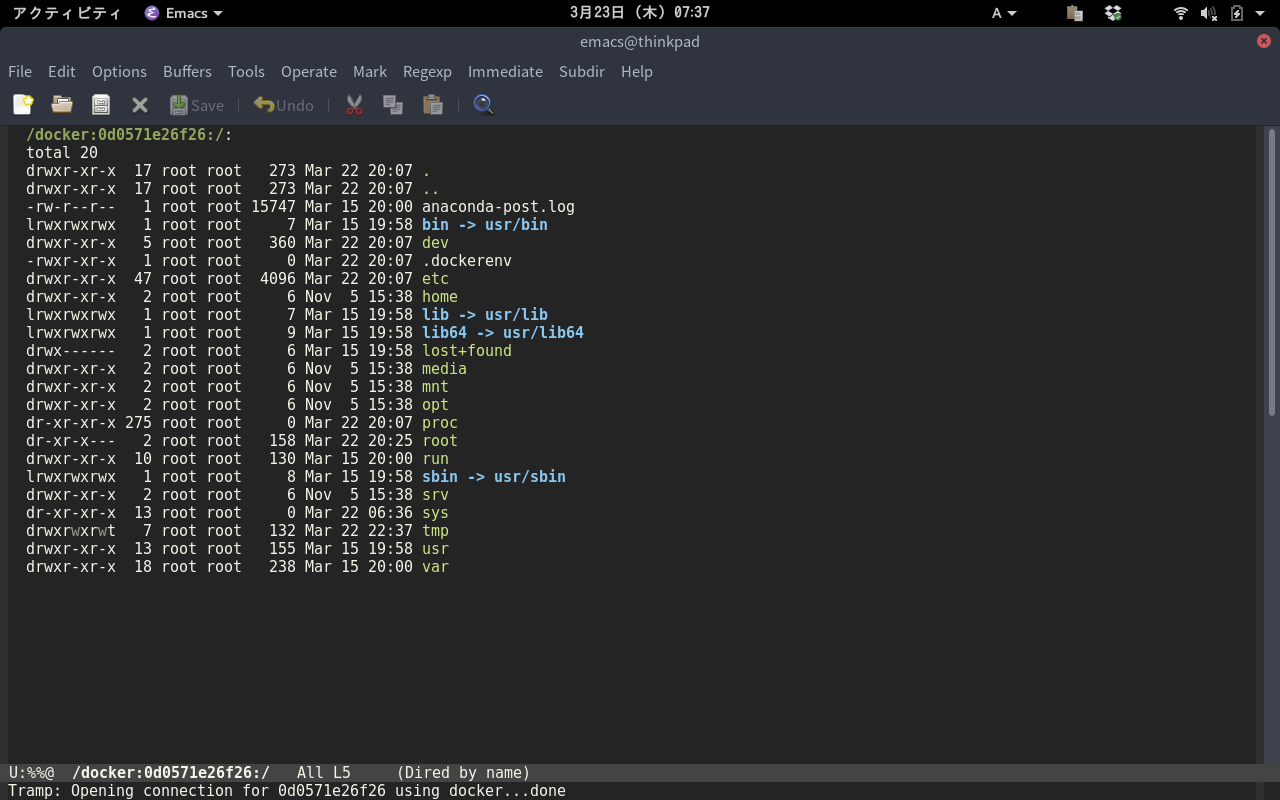 アクティビティ Emacs 3月23日 (木) 07:37 A
emacs@thinkpad
File Edit Options Buffers Tools Operate Mark Regexp Immediate Subdir Help
Save Undo
/docker:0d0571e26f26:/:
total 20
drwxr-xr-x  17 root root   273 Mar 22 20:07 .
drwxr-xr-x  17 root root   273 Mar 22 20:07 ..
-rw-r--r--   1 root root 15747 Mar 15 20:00 anaconda-post.log
lrwxrwxrwx   1 root root     7 Mar 15 19:58 bin -> usr/bin
drwxr-xr-x   5 root root   360 Mar 22 20:07 dev
-rwxr-xr-x   1 root root     0 Mar 22 20:07 .dockerenv
drwxr-xr-x  47 root root  4096 Mar 22 20:07 etc
drwxr-xr-x   2 root root     6 Nov  5 15:38 home
lrwxrwxrwx   1 root root     7 Mar 15 19:58 lib -> usr/lib
lrwxrwxrwx   1 root root     9 Mar 15 19:58 lib64 -> usr/lib64
drwx------   2 root root     6 Mar 15 19:58 lost+found
drwxr-xr-x   2 root root     6 Nov  5 15:38 media
drwxr-xr-x   2 root root     6 Nov  5 15:38 mnt
drwxr-xr-x   2 root root     6 Nov  5 15:38 opt
dr-xr-xr-x 275 root root     0 Mar 22 20:07 proc
dr-xr-x---   2 root root   158 Mar 22 20:25 root
drwxr-xr-x  10 root root   130 Mar 15 20:00 run
lrwxrwxrwx   1 root root     8 Mar 15 19:58 sbin -> usr/sbin
drwxr-xr-x   2 root root     6 Nov  5 15:38 srv
dr-xr-xr-x  13 root root     0 Mar 22 06:36 sys
drwxrwxrwt   7 root root   132 Mar 22 22:37 tmp
drwxr-xr-x  13 root root   155 Mar 15 19:58 usr
drwxr-xr-x  18 root root   238 Mar 15 20:00 var
U:%%@  /docker:0d0571e26f26:/   All L5     (Dired by name)
Tramp: Opening connection for 0d0571e26f26 using docker...done